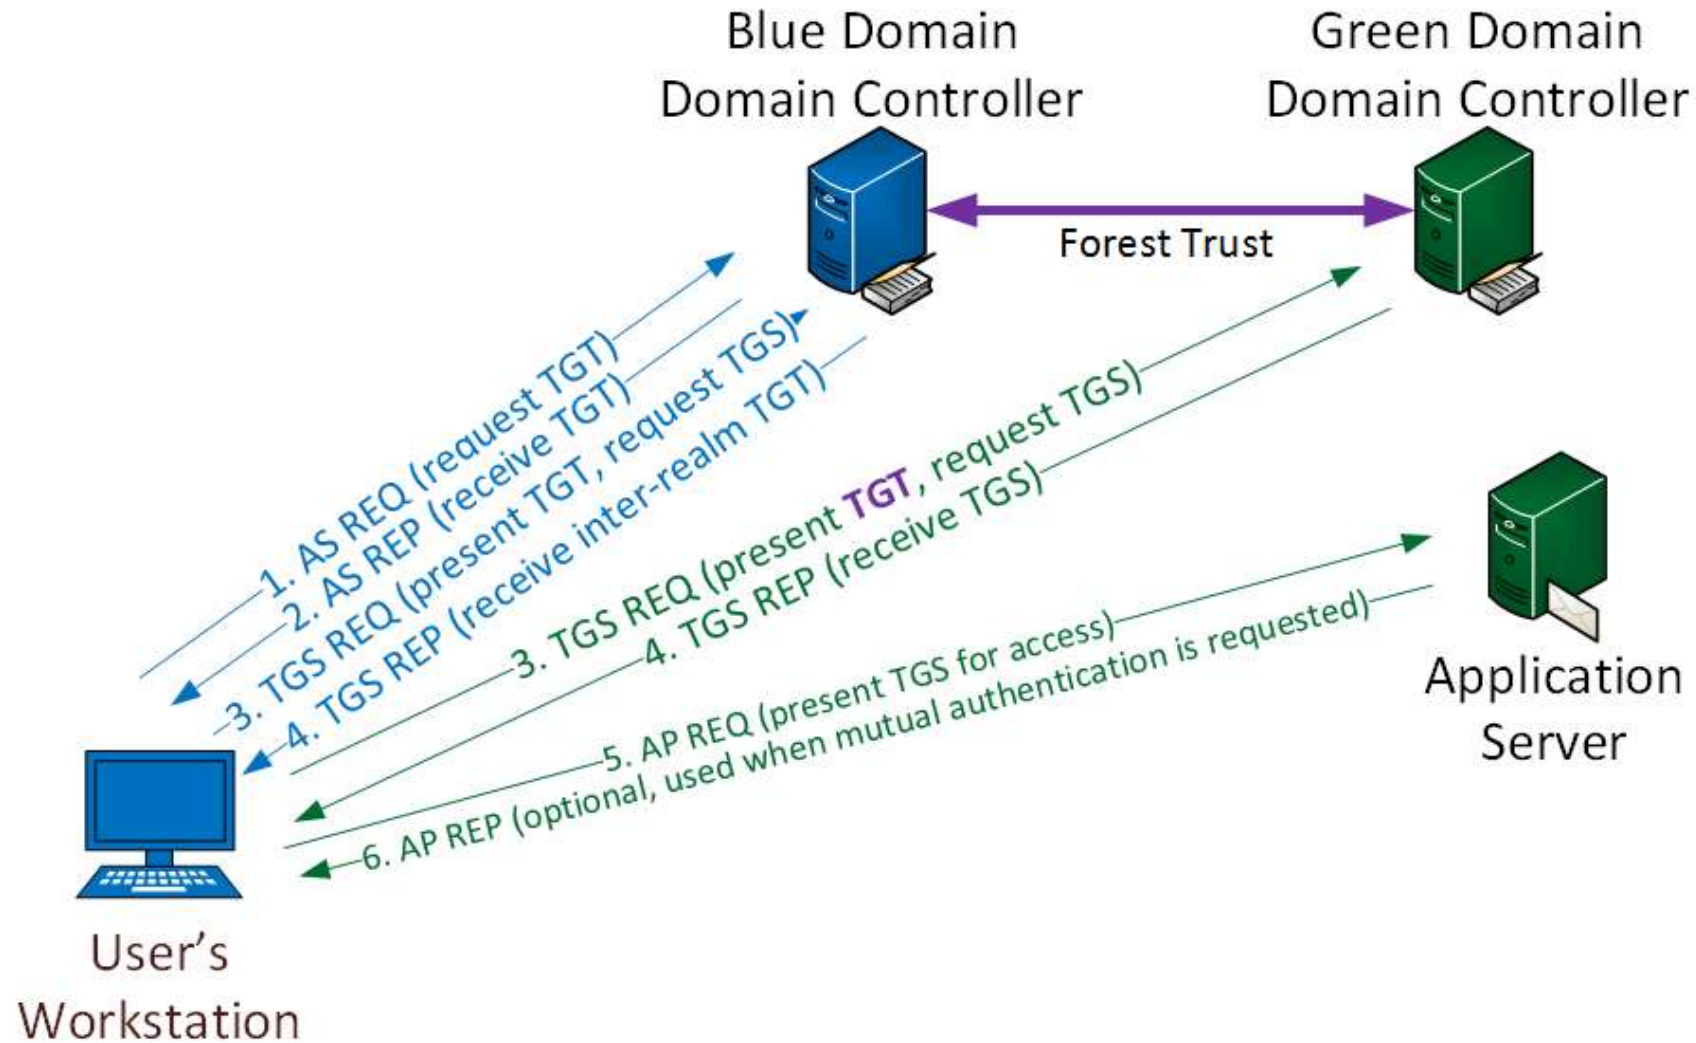 Blue Domain
Domain Controller
Green Domain
Domain Controller
Forest Trust
1. AS REQ (request TGT)
2. AS REP (receive TGT)
3. TGS REQ (present TGT, request TGS)
4. TGS REP (receive inter-realm TGT)
3. TGS REQ (present TGT, request TGS)
4. TGS REP (receive TGS)
5. AP REQ (present TGS for access)
6. AP REP (optional, used when mutual authentication is requested)
Application
Server
User's
Workstation